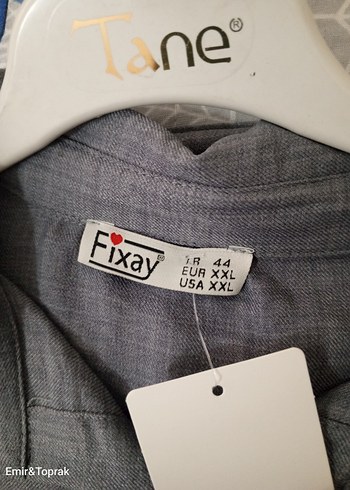 Tane®
Fixay®
TR 44
EUR XXL
USA XXL
Emir&Toprak